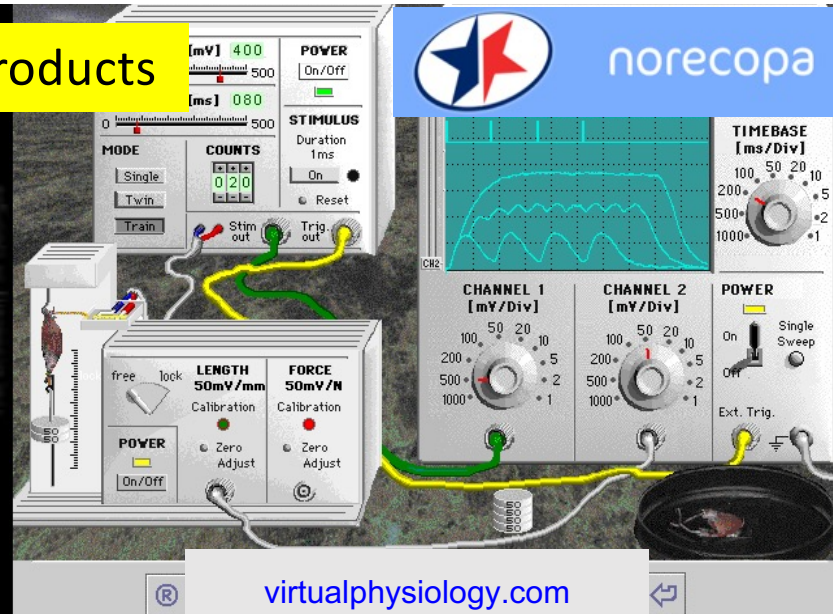 roducts
norecopa
[mV] 400
500
[ms] 080
0
500
POWER
On/Off
STIMULUS
Duration
1ms
On
Reset
MODE
Single
Twin
Train
COUNTS
+ + +
0 2 0
- - -
Stim out
Trig. out
CH2-
TIMEBASE
[ms/Div]
1000 500 200 100 50 20 10 5 2 1
CHANNEL 1
[mV/Div]
1000 500 200 100 50 20 10 5 2 1
CHANNEL 2
[mV/Div]
1000 500 200 100 50 20 10 5 2 1
POWER
On
Off
Single
Sweep
Ext. Trig.
free lock
POWER
On/Off
LENGTH
50mV/mm
Calibration
Zero
Adjust
FORCE
50mV/N
Calibration
Zero
Adjust
50
50
50
50
50
50
®
virtualphysiology.com